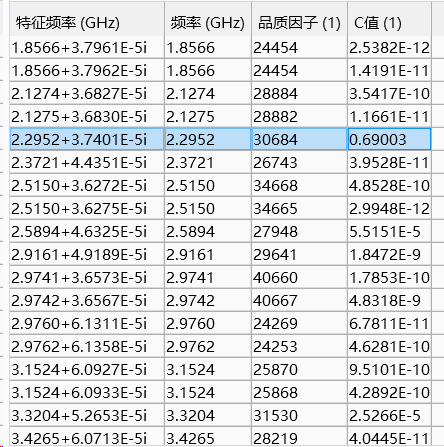 特征频率 (GHz) 频率 (GHz) 品质因子 (1) C值 (1)
1.8566+3.7961E-5i 1.8566 24454 2.5382E-12
1.8566+3.7962E-5i 1.8566 24454 1.4191E-11
2.1274+3.6827E-5i 2.1274 28884 3.5417E-10
2.1275+3.6830E-5i 2.1275 28882 1.1661E-11
2.2952+3.7401E-5i 2.2952 30684 0.69003
2.3721+4.4351E-5i 2.3721 26743 3.9528E-11
2.5150+3.6272E-5i 2.5150 34668 4.8528E-10
2.5150+3.6275E-5i 2.5150 34665 2.9948E-12
2.5894+4.6325E-5i 2.5894 27948 5.5151E-5
2.9161+4.9189E-5i 2.9161 29641 1.8472E-9
2.9741+3.6573E-5i 2.9741 40660 1.7853E-10
2.9742+3.6567E-5i 2.9742 40667 4.8318E-9
2.9760+6.1311E-5i 2.9760 24269 6.7811E-11
2.9762+6.1358E-5i 2.9762 24253 4.6281E-10
3.1524+6.0927E-5i 3.1524 25870 9.5101E-10
3.1524+6.0933E-5i 3.1524 25868 4.2892E-10
3.3204+5.2653E-5i 3.3204 31530 2.5266E-5
3.4265+6.0713E-5i 3.4265 28219 4.0445E-11